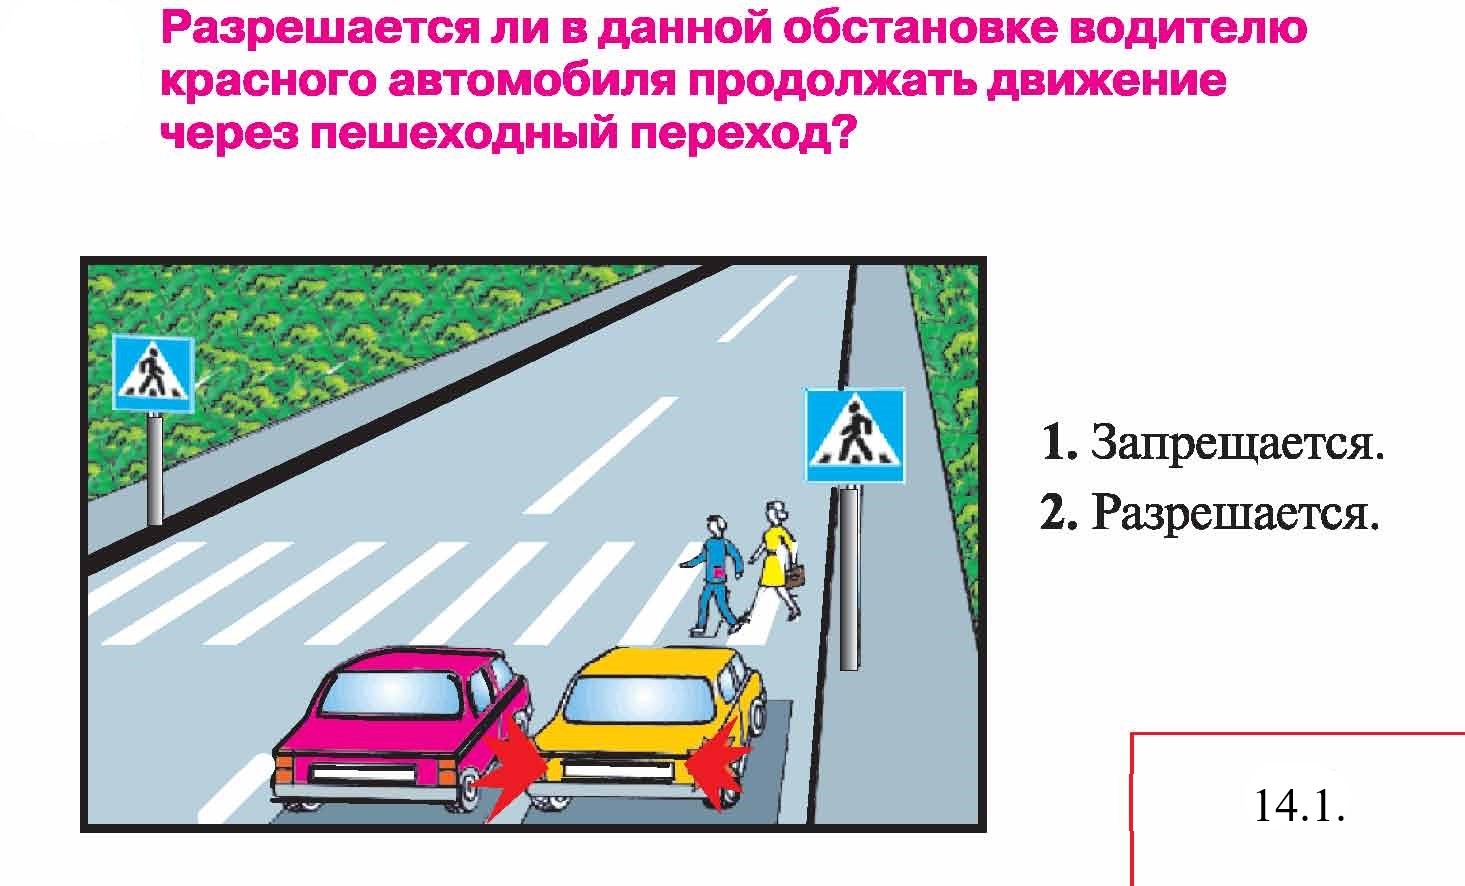 Разрешается ли в данной обстановке водителю
красного автомобиля продолжать движение
через пешеходный переход?
1. Запрещается.
2. Разрешается.
14.1.